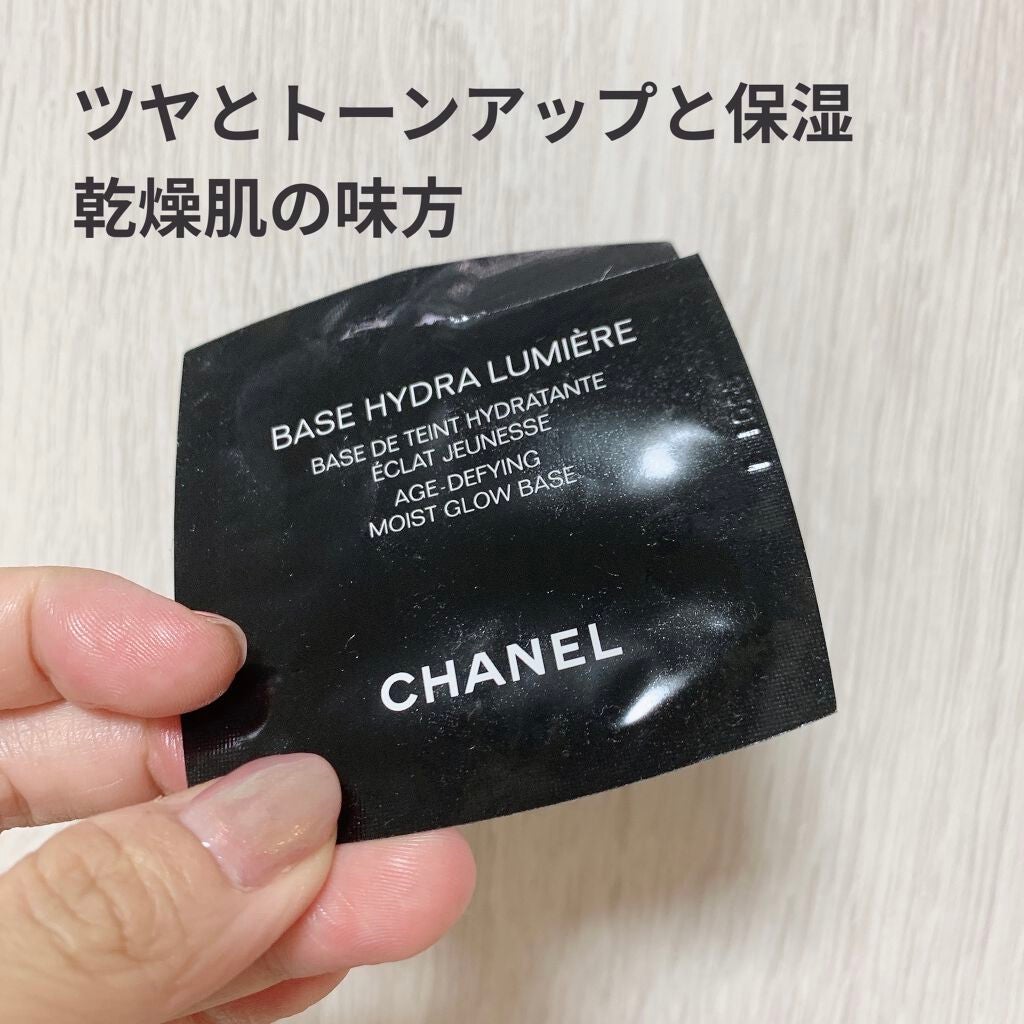 ツヤとトーンアップと保湿
乾燥肌の味方
BASE HYDRA LUMIÈRE
BASE DE TEINT HYDRATANTE
ÉCLAT JEUNESSE
AGE-DEFYING
MOIST GLOW BASE
CHANEL